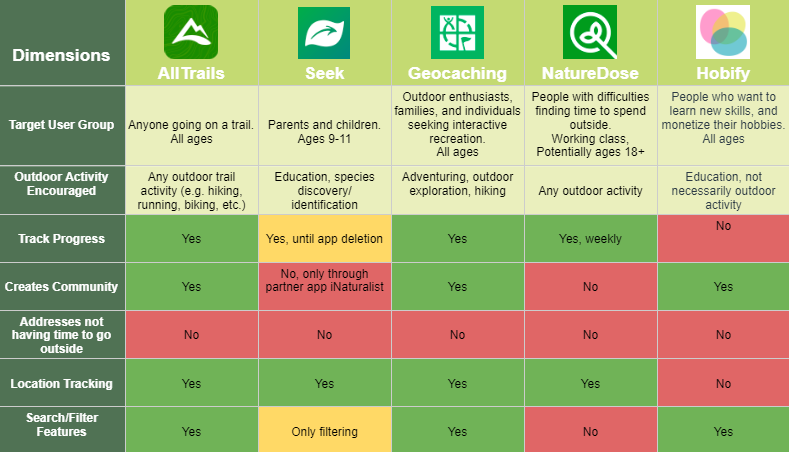 Dimensions
AllTrails
Seek
Geocaching
NatureDose
Hobify
Target User Group
Anyone going on a trail.
All ages
Parents and children.
Ages 9-11
Outdoor enthusiasts,
families, and individuals
seeking interactive
recreation.
All ages
People with difficulties
finding time to spend
outside.
Working class,
Potentially ages 18+
People who want to
learn new skills, and
monetize their hobbies.
All ages
Outdoor Activity
Encouraged
Any outdoor trail
activity (e.g. hiking,
running, biking, etc.)
Education, species
discovery/
identification
Adventuring, outdoor
exploration, hiking
Any outdoor activity
Education, not
necessarily outdoor
activity
Track Progress
Yes
Yes, until app deletion
Yes
Yes, weekly
No
Creates Community
Yes
No, only through
partner app iNaturalist
Yes
No
Yes
Addresses not
having time to go
outside
No
No
No
No
No
Location Tracking
Yes
Yes
Yes
Yes
No
Search/Filter
Features
Yes
Only filtering
Yes
No
Yes